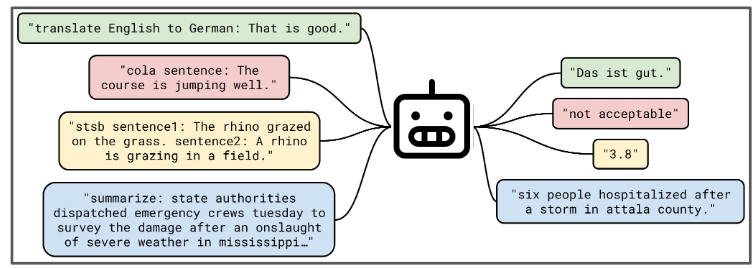 "translate English to German: That is good."
"cola sentence: The
course is jumping well."
"stsb sentence1: The rhino grazed
on the grass. sentence2: A rhino
is grazing in a field."
"summarize: state authorities
dispatched emergency crews tuesday to
survey the damage after an onslaught
of severe weather in mississippi…"
"Das ist gut."
"not acceptable"
"3.8"
"six people hospitalized after
a storm in attala county."